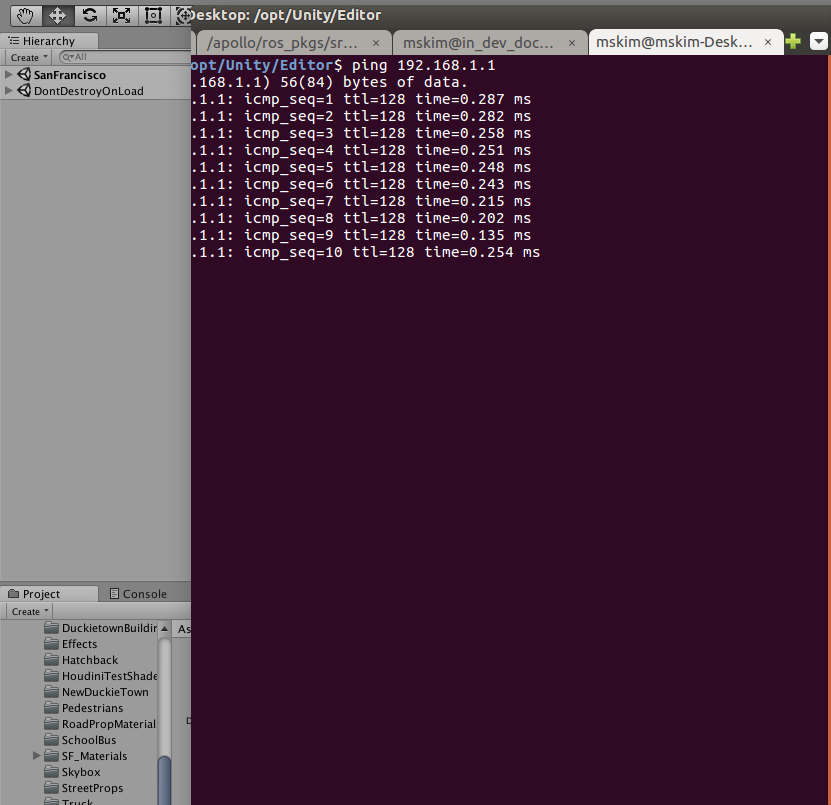 Desktop: /opt/Unity/Editor
/apollo/ros_pkgs/sr... ×
mskim@in_dev_doc... ×
mskim@mskim-Desk... ×
Hierarchy
Create
All
SanFrancisco
DontDestroyOnLoad
opt/Unity/Editor$ ping 192.168.1.1
.168.1.1) 56(84) bytes of data.
.1.1: icmp_seq=1 ttl=128 time=0.287 ms
.1.1: icmp_seq=2 ttl=128 time=0.282 ms
.1.1: icmp_seq=3 ttl=128 time=0.258 ms
.1.1: icmp_seq=4 ttl=128 time=0.251 ms
.1.1: icmp_seq=5 ttl=128 time=0.248 ms
.1.1: icmp_seq=6 ttl=128 time=0.243 ms
.1.1: icmp_seq=7 ttl=128 time=0.215 ms
.1.1: icmp_seq=8 ttl=128 time=0.202 ms
.1.1: icmp_seq=9 ttl=128 time=0.135 ms
.1.1: icmp_seq=10 ttl=128 time=0.254 ms
Project
Console
Create
As
DuckietownBuildin
Effects
Hatchback
HoudiniTestShade
NewDuckieTown
Pedestrians
RoadPropMaterial
SchoolBus
SF_Materials
Skybox
StreetProps
Truck
D